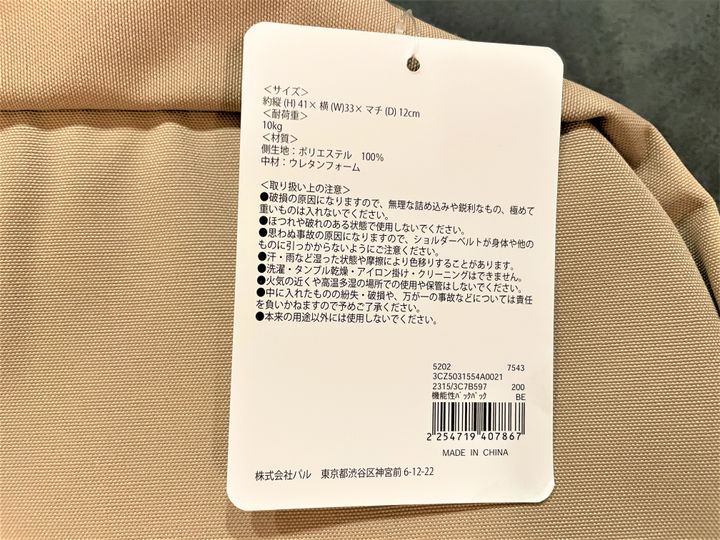 ＜サイズ＞
約縦 (H) 41× 横 (W)33× マチ (D) 12cm
＜耐荷重＞
10kg
＜材質＞
側生地：ポリエステル　100%
中材：ウレタンフォーム
＜取り扱い上の注意＞
●破損の原因になりますので、無理な詰め込みや鋭利なもの、極めて
重いものは入れないでください。
●ほつれや破れのある状態で使用しないでください。
●思わぬ事故の原因になりますので、ショルダーベルトが身体や他の
ものに引っかからないようにご注意ください。
●汗・雨など湿った状態や摩擦により色移りすることがあります。
●洗濯・タンブル乾燥・アイロン掛け・クリーニングはできません。
●火気の近くや高温多湿の場所での使用や保管はしないでください。
●中に入れたものの紛失・破損や、万が一の事故などについては責任
を負いかねますので予めご了承ください。
●本来の用途以外には使用しないでください。
5202 7543
3CZ5031554A0021
2315/3C7B597 200
機能性ﾊﾞｯｸﾊﾟｯｸ BE
2 254719 407867
MADE IN CHINA
株式会社パル　東京都渋谷区神宮前 6-12-22